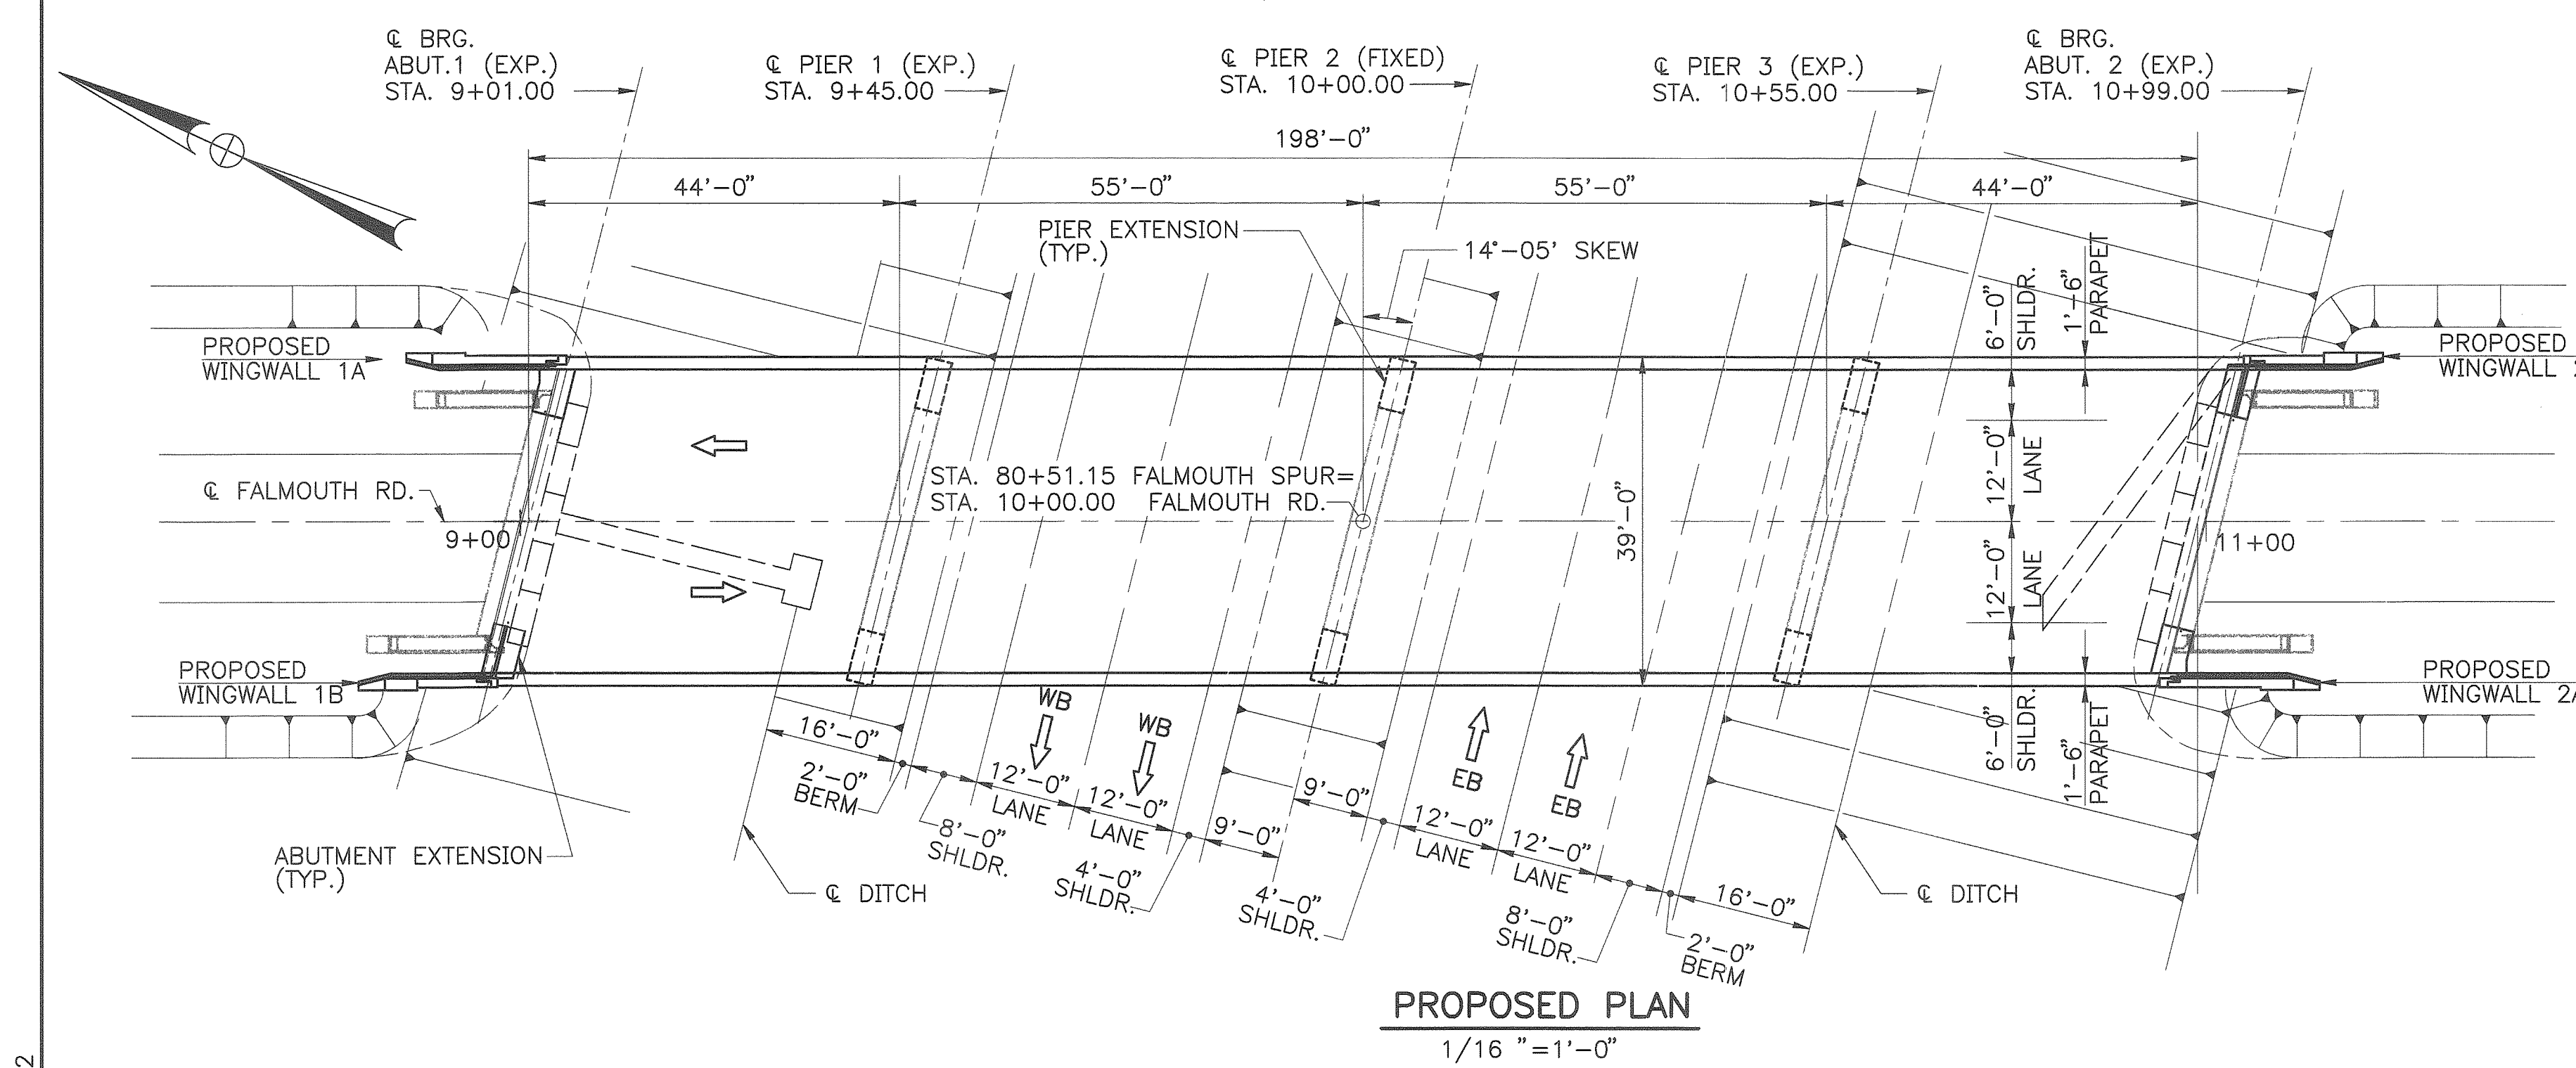 ℄ BRG.
ABUT.1 (EXP.)
STA. 9+01.00
℄ PIER 1 (EXP.)
STA. 9+45.00
℄ PIER 2 (FIXED)
STA. 10+00.00
℄ PIER 3 (EXP.)
STA. 10+55.00
℄ BRG.
ABUT. 2 (EXP.)
STA. 10+99.00
198'-0"
44'-0"
55'-0"
55'-0"
44'-0"
PIER EXTENSION
(TYP.)
14°-05' SKEW
6'-0"
SHLDR.
1'-6"
PARAPET
PROPOSED
WINGWALL 1A
PROPOSED
WINGWALL
℄ FALMOUTH RD.
9+00
STA. 80+51.15 FALMOUTH SPUR=
STA. 10+00.00 FALMOUTH RD.
39'-0"
12'-0"
LANE
12'-0"
LANE
11+00
PROPOSED
WINGWALL 1B
PROPOSED
WINGWALL 2A
6'-0"
SHLDR.
1'-6"
PARAPET
WB
WB
EB
EB
16'-0"
2'-0"
BERM
8'-0"
SHLDR.
12'-0"
LANE
12'-0"
LANE
4'-0"
SHLDR.
9'-0"
9'-0"
4'-0"
SHLDR.
12'-0"
LANE
12'-0"
LANE
8'-0"
SHLDR.
2'-0"
BERM
16'-0"
ABUTMENT EXTENSION
(TYP.)
℄ DITCH
℄ DITCH
PROPOSED PLAN
1/16 "=1'-0"
2